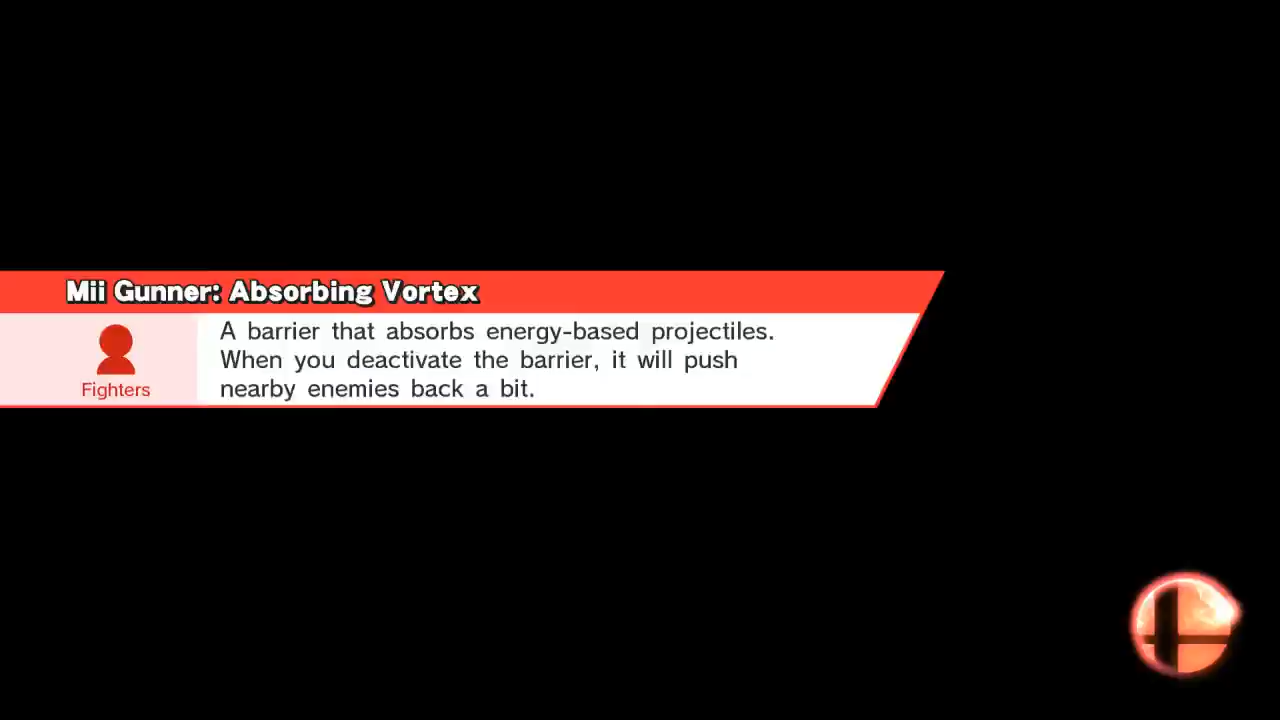 Mii Gunner: Absorbing Vortex
Fighters
A barrier that absorbs energy-based projectiles.
When you deactivate the barrier, it will push
nearby enemies back a bit.